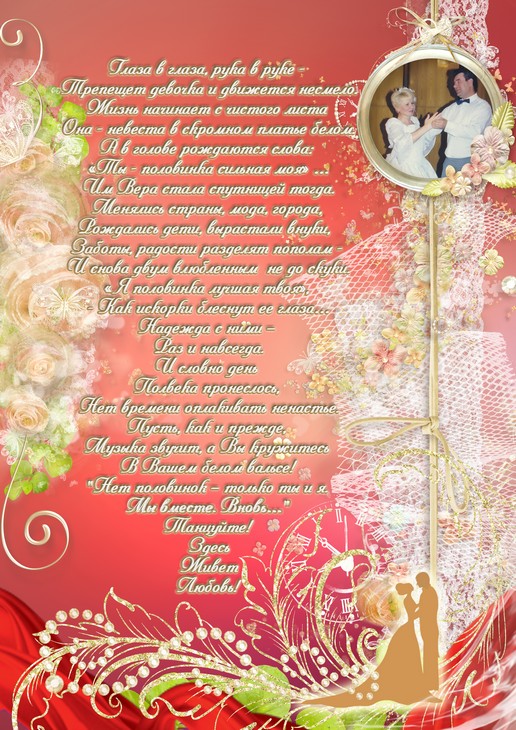 Глаза в глаза, рука в руке -
Трепещет девочка и движется несмело.
Жизнь начинает с чистого листа
Она - невеста в скромном платье белом,
А в голове рождаются слова:
«Ты - половинка сильная моя» ...
Им Вера стала спутницей тогда.
Менялись страны, мода, города,
Рождались дети, вырастали внуки,
Заботы, радости разделят пополам -
И снова двум влюбленным не до скуки.
«Я половинка лучшая твоя»,
- Как искорки блеснут ее глаза...
Надежда с ними –
Раз и навсегда.
И словно день
Полвека пронеслось,
Нет времени оплакивать ненастье.
Пусть, как и прежде,
Музыка звучит, а Вы кружитесь
В Вашем белом вальсе!
"Нет половинок – только ты и я.
Мы вместе. Вновь..."
Танцуйте!
Здесь
Живет
Любовь!